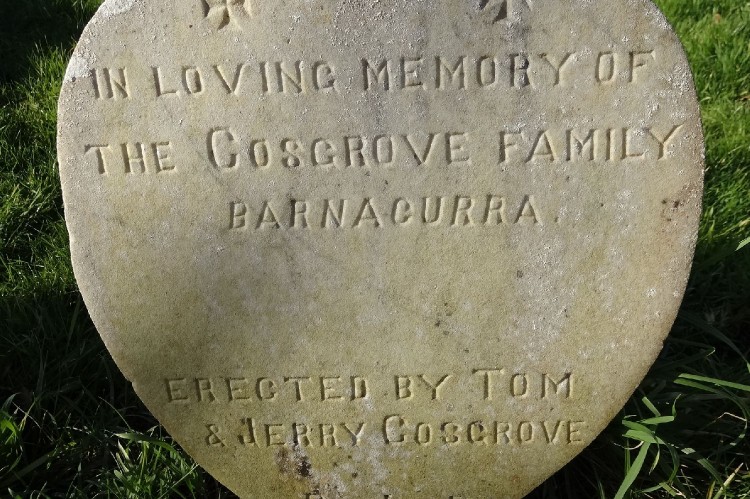 IN LOVING MEMORY OF
THE COSGROVE FAMILY
BARNACURRA.
ERECTED BY TOM
& JERRY COSGROVE